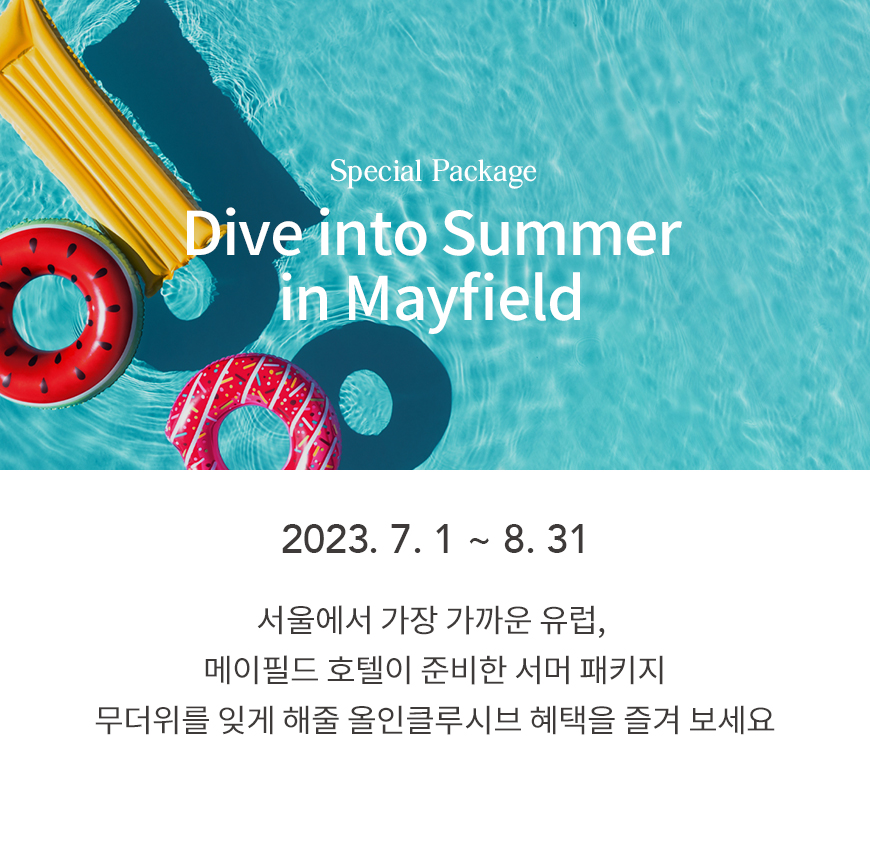 Special Package
Dive into Summer
in Mayfield
2023. 7. 1 ~ 8. 31
서울에서 가장 가까운 유럽,
메이필드 호텔이 준비한 서머 패키지
무더위를 잊게 해줄 올인클루시브 혜택을 즐겨 보세요